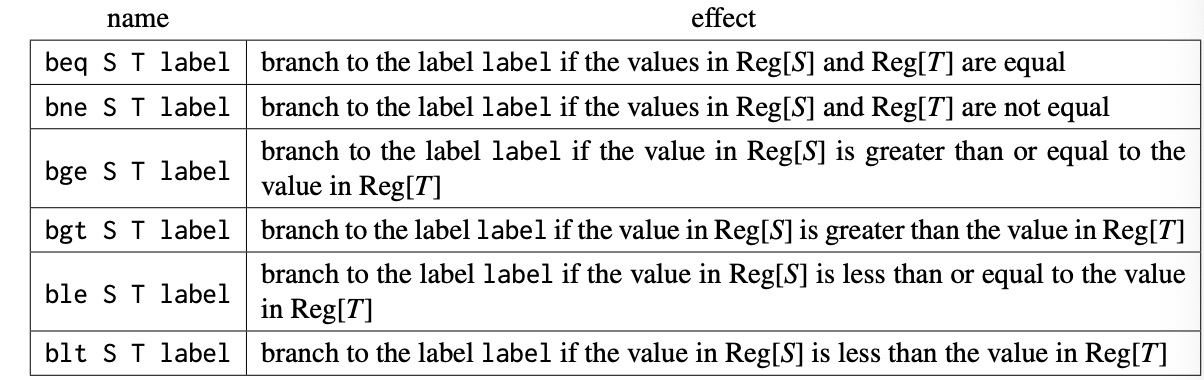 name effect
beq S T label branch to the label label if the values in Reg[S] and Reg[T] are equal
bne S T label branch to the label label if the values in Reg[S] and Reg[T] are not equal
bge S T label branch to the label label if the value in Reg[S] is greater than or equal to the
value in Reg[T]
bgt S T label branch to the label label if the value in Reg[S] is greater than the value in Reg[T]
ble S T label branch to the label label if the value in Reg[S] is less than or equal to the value
in Reg[T]
blt S T label branch to the label label if the value in Reg[S] is less than the value in Reg[T]